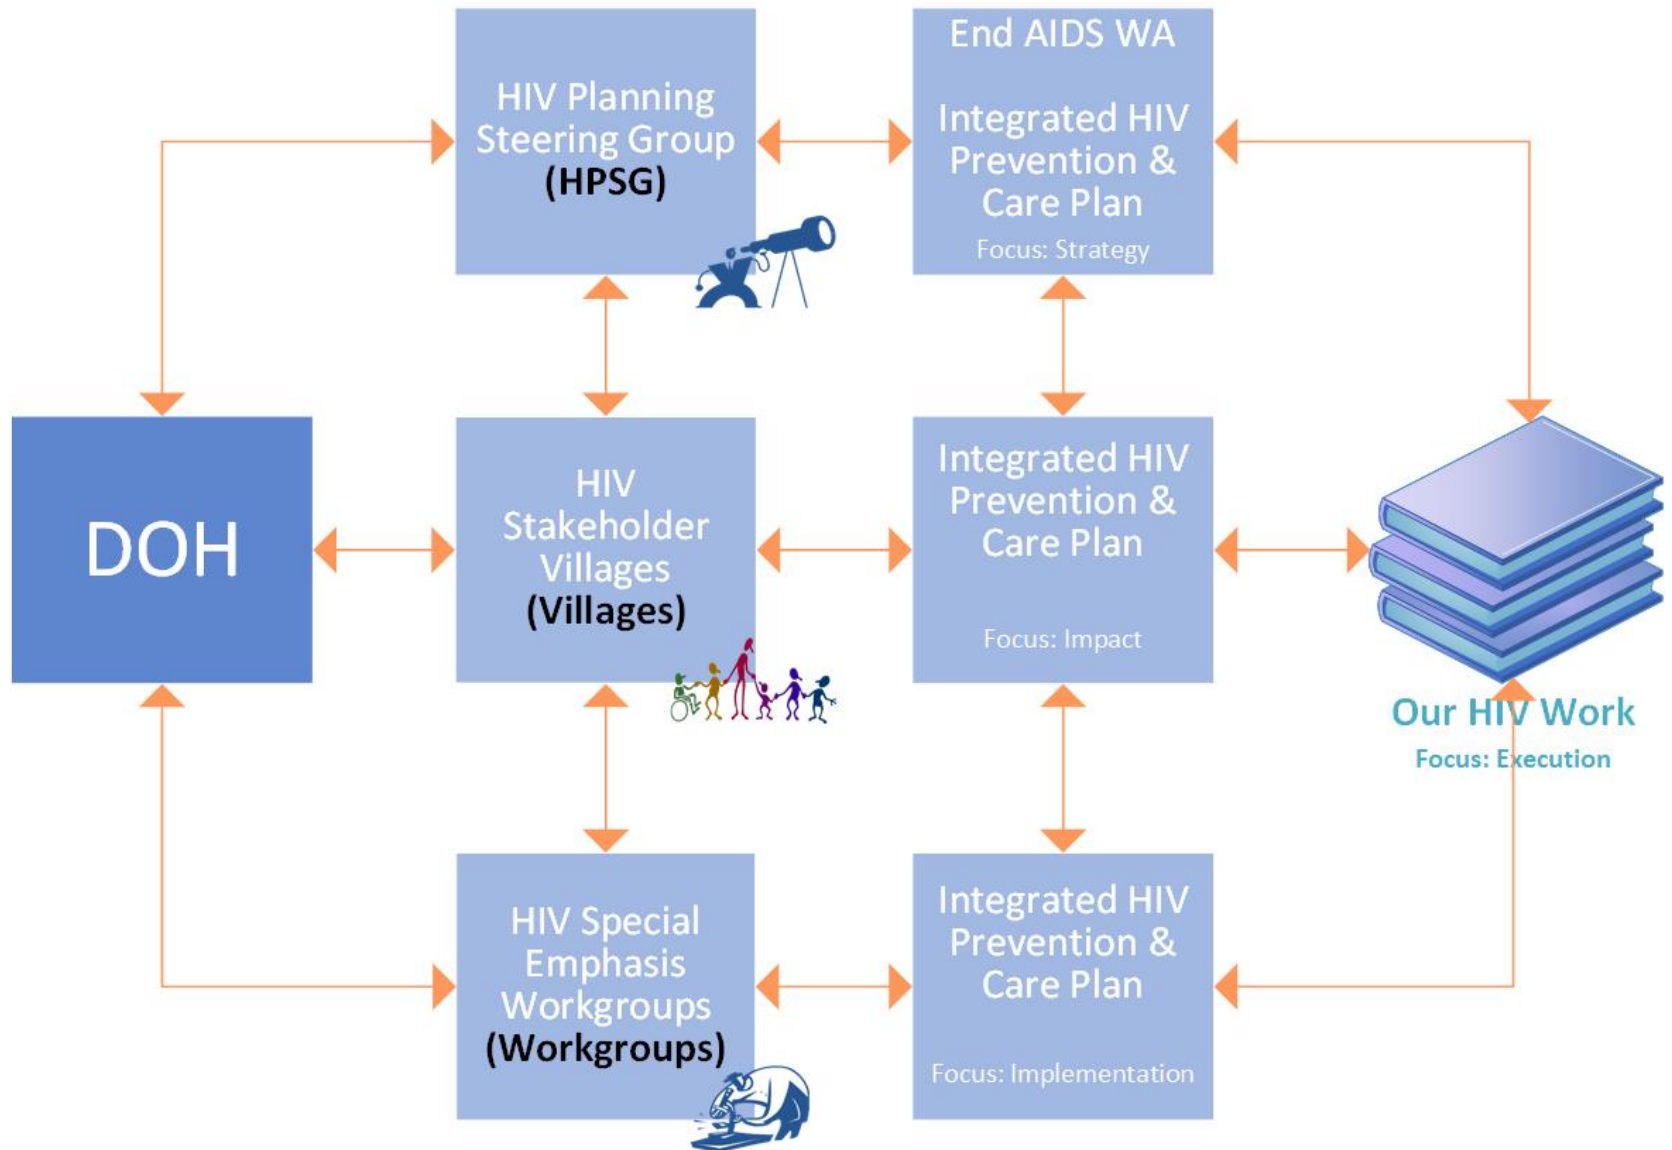 HIV Planning
Steering Group
(HPSG)
End AIDS WA
Integrated HIV
Prevention &
Care Plan
Focus: Strategy
DOH
HIV
Stakeholder
Villages
(Villages)
Integrated HIV
Prevention &
Care Plan
Focus: Impact
Our HIV Work
Focus: Execution
HIV Special
Emphasis
Workgroups
(Workgroups)
Integrated HIV
Prevention &
Care Plan
Focus: Implementation